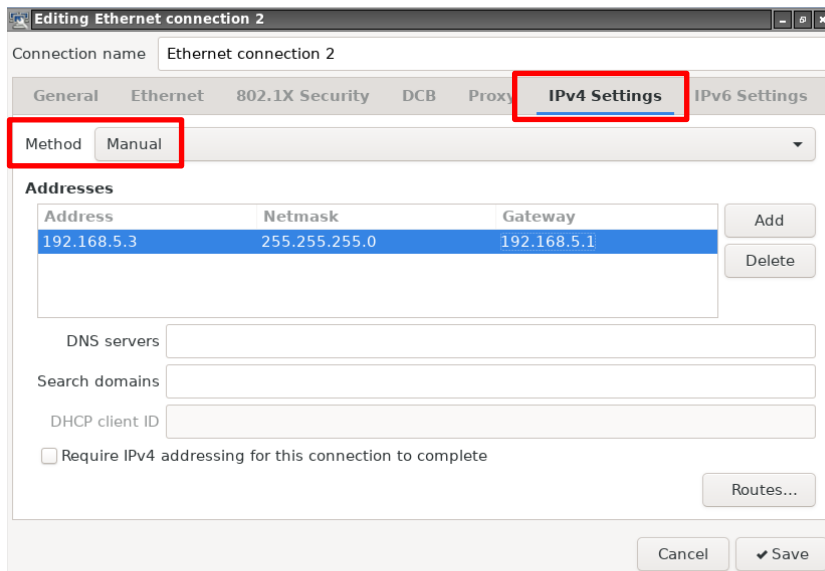 Editing Ethernet connection 2
Connection name Ethernet connection 2
General Ethernet 802.1X Security DCB Proxy IPv4 Settings IPv6 Settings
Method Manual
Addresses
Address Netmask Gateway
192.168.5.3 255.255.255.0 192.168.5.1
Add
Delete
DNS servers
Search domains
DHCP client ID
Require IPv4 addressing for this connection to complete
Routes...
Cancel Save